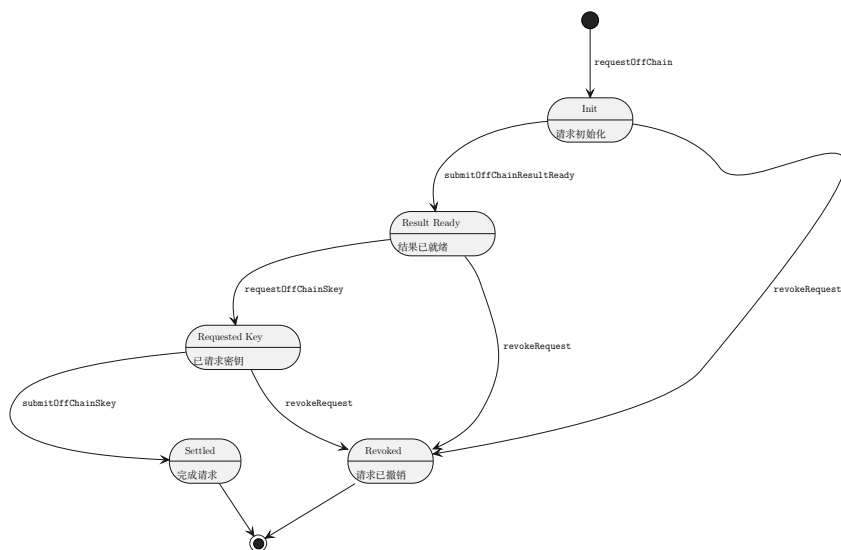 requestOffChain
Init
请求初始化
submitOffChainResultReady
Result Ready
结果已就绪
requestOffChainSkey
revokeRequest
Requested Key
已请求密钥
revokeRequest
submitOffChainSkey
revokeRequest
Settled
完成请求
Revoked
请求已撤销